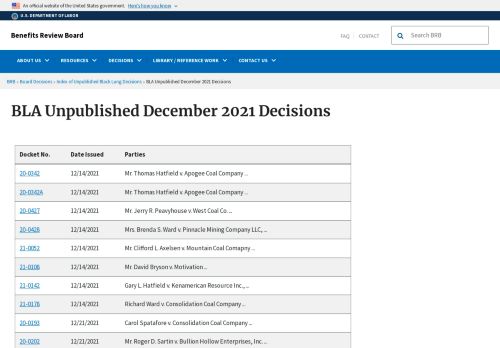 An official website of the United States government. Here's how you know
U.S. DEPARTMENT OF LABOR
Benefits Review Board
FAQ CONTACT
Search BRB
ABOUT US RESOURCES DECISIONS LIBRARY / REFERENCE WORK CONTACT US
BRB › Board Decisions › Index of Unpublished Black Lung Decisions › BLA Unpublished December 2021 Decisions
BLA Unpublished December 2021 Decisions
Docket No. Date Issued Parties
20-0342 12/14/2021 Mr. Thomas Hatfield v. Apogee Coal Company ...
20-0342A 12/14/2021 Mr. Thomas Hatfield v. Apogee Coal Company ...
20-0427 12/14/2021 Mr. Jerry R. Peavyhouse v. West Coal Co. ...
20-0428 12/14/2021 Mrs. Brenda S. Ward v. Pinnacle Mining Company LLC, ...
21-0052 12/14/2021 Mr. Clifford L. Axelsen v. Mountain Coal Comapny ...
21-0108 12/14/2021 Mr. David Bryson v. Motivation ...
21-0142 12/14/2021 Gary L. Hatfield v. Kenamerican Resource Inc., ...
21-0176 12/14/2021 Richard Ward v. Consolidation Coal Company ...
20-0193 12/21/2021 Carol Spatafore v. Consolidation Coal Company ...
20-0202 12/21/2021 Mr. Roger D. Sartin v. Bullion Hollow Enterprises, Inc. ...